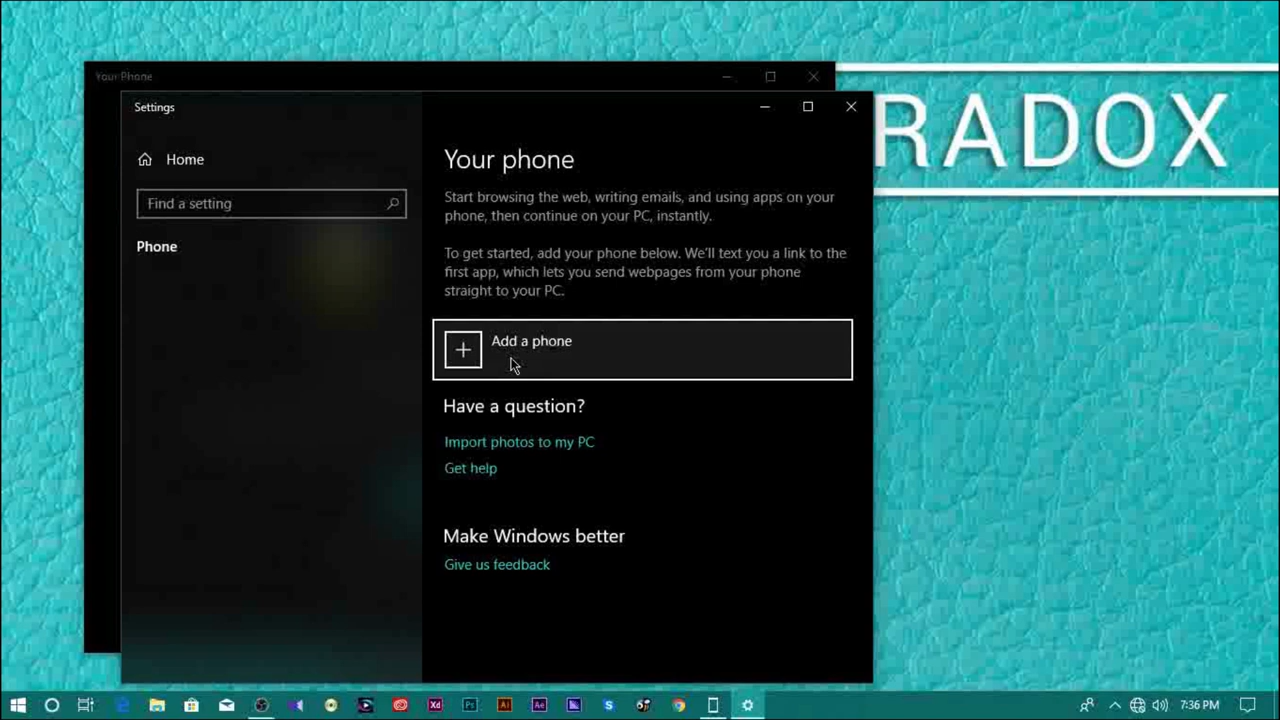 Your Phone
RADOX
Settings
Home
Find a setting
Phone
Your phone
Start browsing the web, writing emails, and using apps on your
phone, then continue on your PC, instantly.
To get started, add your phone below. We'll text you a link to the
first app, which lets you send webpages from your phone
straight to your PC.
Add a phone
Have a question?
Import photos to my PC
Get help
Make Windows better
Give us feedback
Xd
Pr
Ai
Ae
7:36 PM